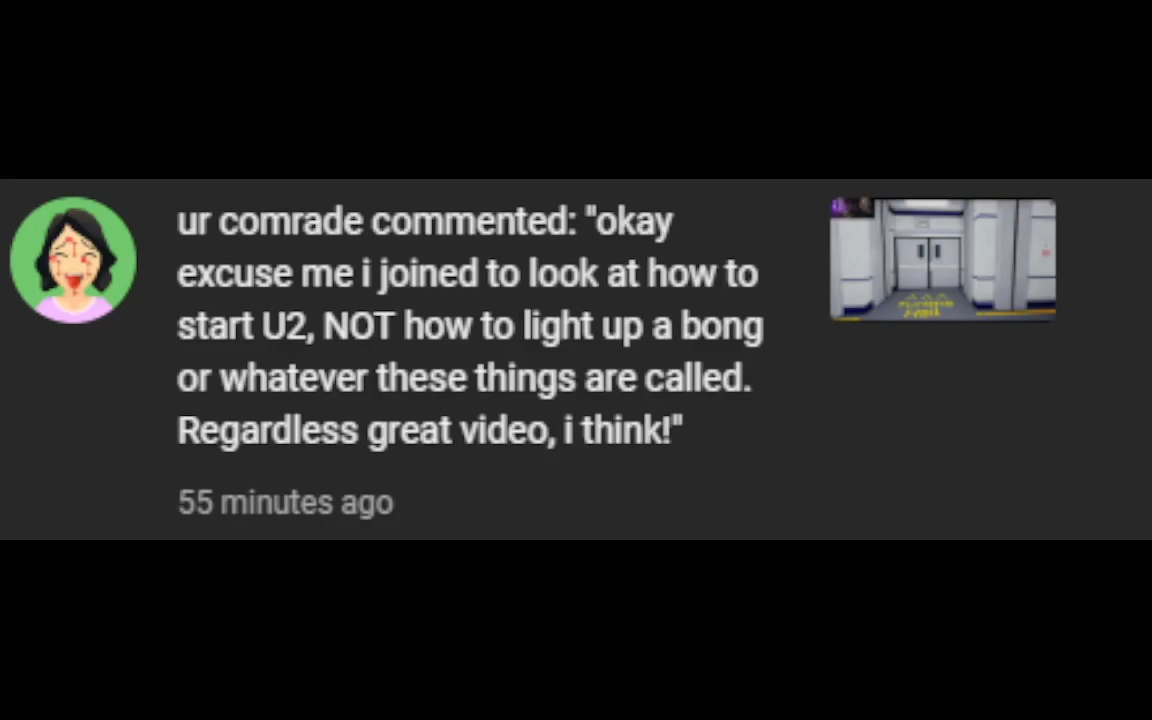 ur comrade commented: "okay
excuse me i joined to look at how to
start U2, NOT how to light up a bong
or whatever these things are called.
Regardless great video, i think!"
55 minutes ago